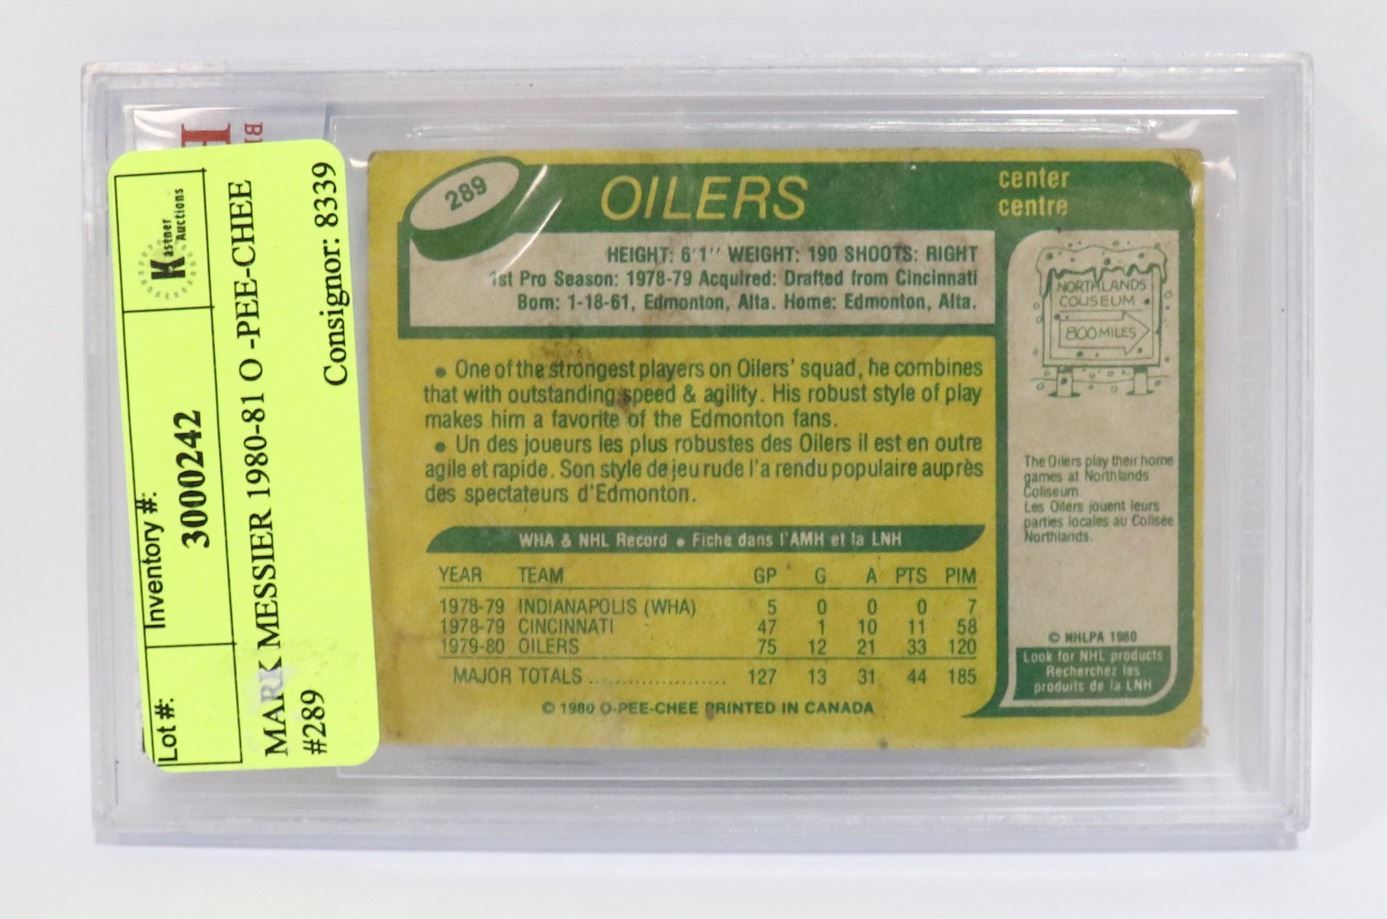 Lot #:
Inventory #:
3000242
Kastner
Auctions
MARK MESSIER 1980-81 O -PEE-CHEE
#289
Consignor: 8339
289
OILERS
center
centre
HEIGHT: 6'1'' WEIGHT: 190 SHOOTS: RIGHT
1st Pro Season: 1978-79 Acquired: Drafted from Cincinnati
Born: 1-18-61, Edmonton, Alta. Home: Edmonton, Alta.
• One of the strongest players on Oilers' squad, he combines
that with outstanding speed & agility. His robust style of play
makes him a favorite of the Edmonton fans.
• Un des joueurs les plus robustes des Oilers il est en outre
agile et rapide. Son style de jeu rude l'a rendu populaire auprès
des spectateurs d'Edmonton.
WHA & NHL Record • Fiche dans l'AMH et la LNH
YEAR TEAM GP G A PTS PIM
1978-79 INDIANAPOLIS (WHA) 5 0 0 0 7
1978-79 CINCINNATI 47 1 10 11 58
1979-80 OILERS 75 12 21 33 120
MAJOR TOTALS ..................... 127 13 31 44 185
© 1980 O-PEE-CHEE PRINTED IN CANADA
NORTHLANDS
COLISEUM
800 MILES
The Oilers play their home
games at Northlands
Coliseum.
Les Oilers jouent leurs
parties locales au Colisée
Northlands.
© NHLPA 1980
Look for NHL products
Recherchez les
produits de la LNH